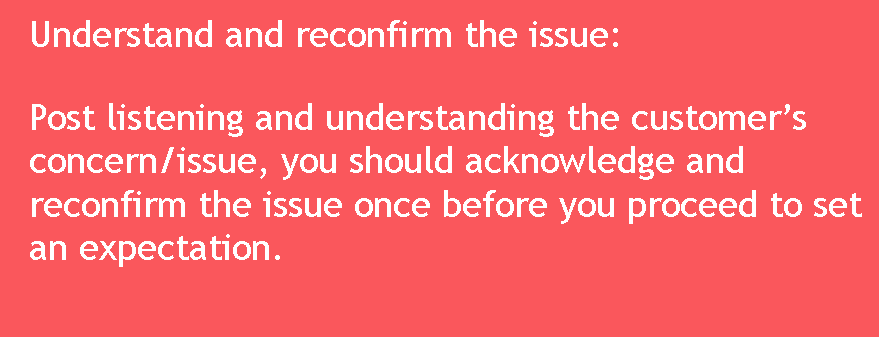 Understand and reconfirm the issue:
Post listening and understanding the customer’s
concern/issue, you should acknowledge and
reconfirm the issue once before you proceed to set
an expectation.